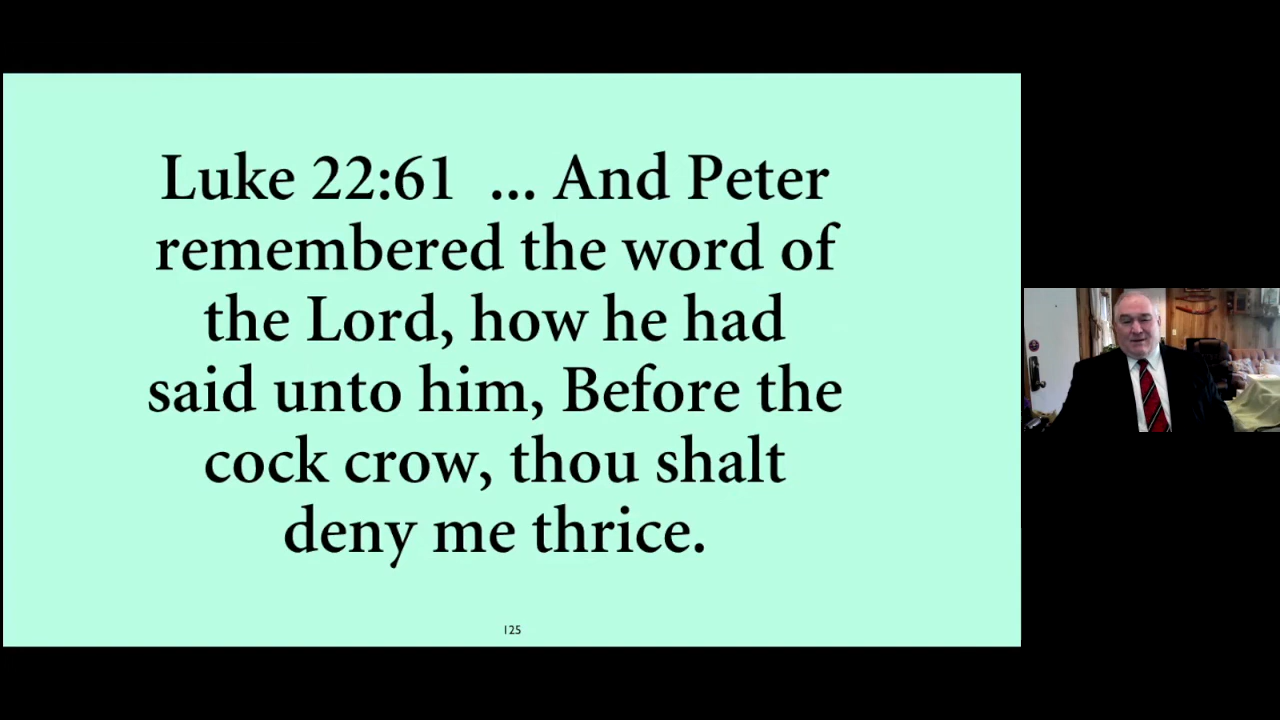 Luke 22:61 ... And Peter
remembered the word of
the Lord, how he had
said unto him, Before the
cock crow, thou shalt
deny me thrice.
125